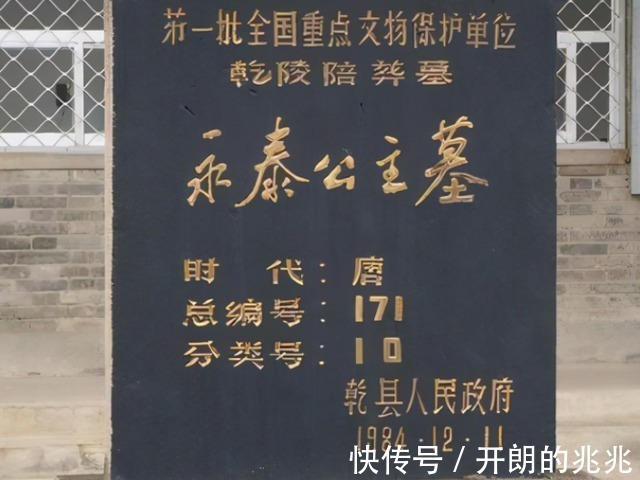 第一批全国重点文物保护单位
乾陵陪葬墓
永泰公主墓
时 代：唐
总编号：171
分类号：10
乾县人民政府
1984·12·11
快传号 / 开朗的兆兆